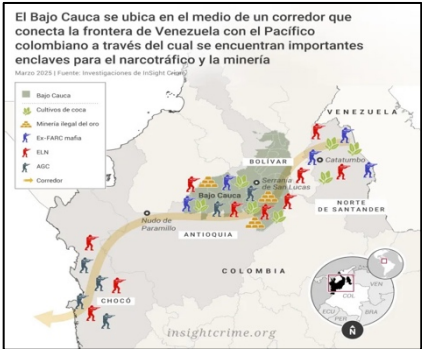 El Bajo Cauca se ubica en el medio de un corredor que
conecta la frontera de Venezuela con el Pacífico
colombiano a través del cual se encuentran importantes
enclaves para el narcotráfico y la minería
Marzo 2025 | Fuente: Investigaciones de InSight Crime
Bajo Cauca
Cultivos de coca
Minería ilegal del oro
Ex-FARC mafia
ELN
AGC
Corredor
VENEZUELA
BOLÍVAR
Catatumbo
Serranía
de San Lucas
Bajo Cauca
NORTE
DE SANTANDER
Nudo de
Paramillo
ANTIOQUIA
COLOMBIA
CHOCÓ
insightcrime.org
VEN
COL
ECU
PER
BRA
N